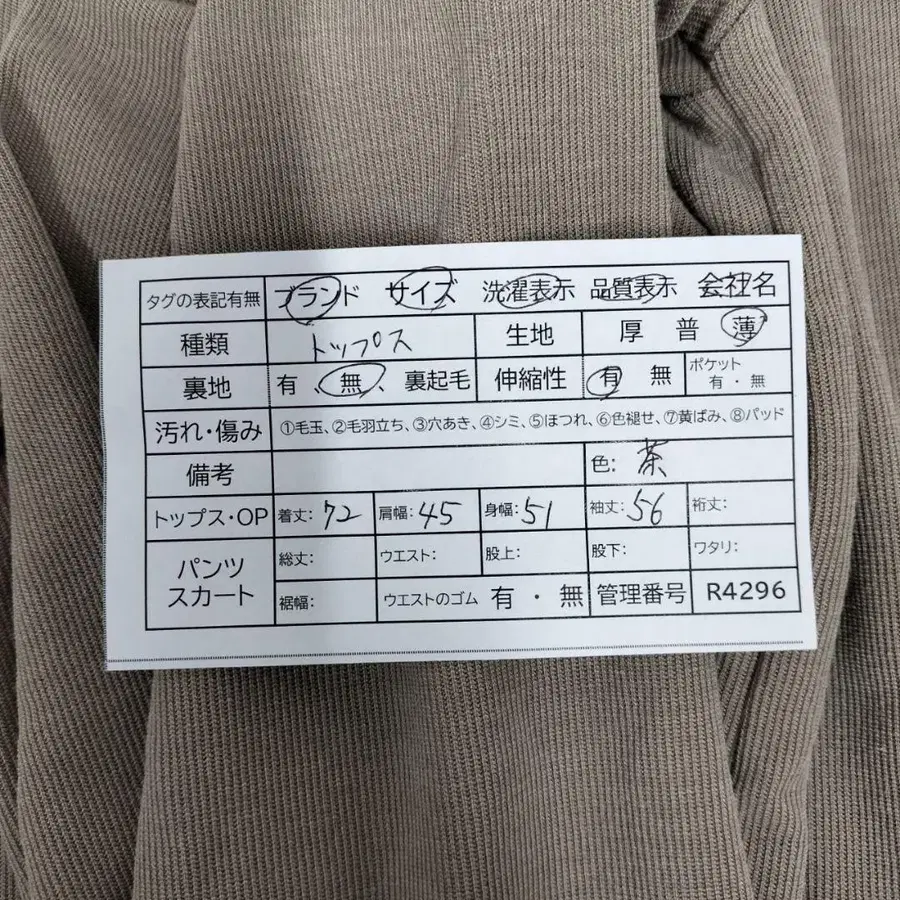 タグの表記有無 ブランド サイズ 洗濯表示 品質表示 会社名
種類 トップス 生地 厚 普 薄
裏地 有、無、裏起毛 伸縮性 有 無 ポケット 有・無
汚れ・傷み ①毛玉、②毛羽立ち、③穴あき、④シミ、⑤ほつれ、⑥色褪せ、⑦黄ばみ、⑧パッド
備考 色: 茶
トップス・OP 着丈: 72 肩幅: 45 身幅: 51 袖丈: 56 裄丈:
パンツ スカート 総丈: ウエスト: 股上: 股下: ワタリ:
裾幅: ウエストのゴム 有・無 管理番号 R4296